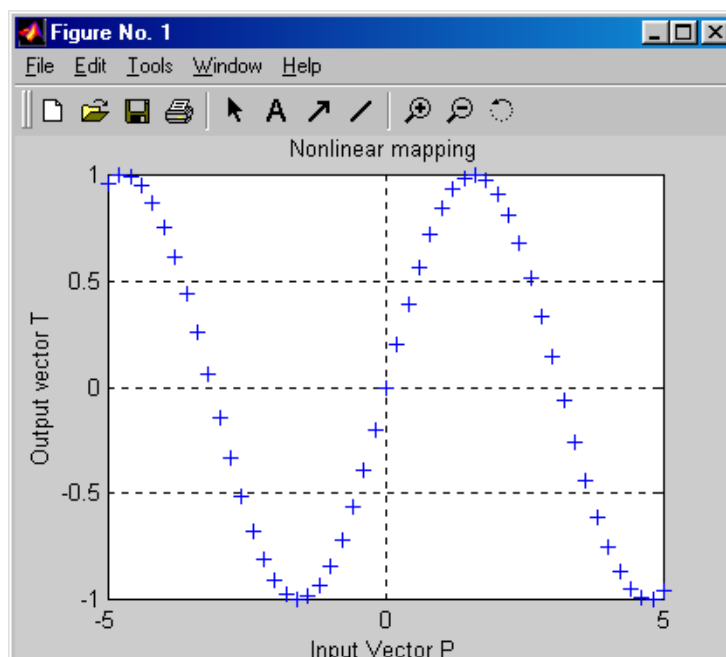 Figure No. 1
File Edit Tools Window Help
A
Nonlinear mapping
1
0.5
0
-0.5
-1
Output vector T
-5 0 5
Input Vector P